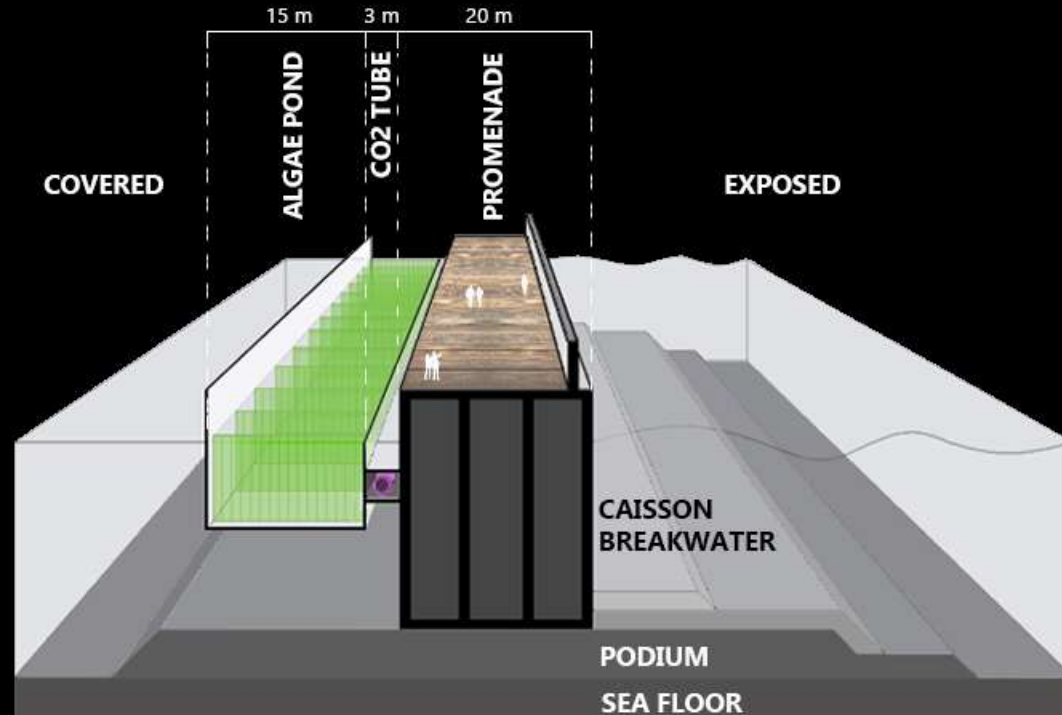 15 m
3 m
20 m
ALGAE POND
CO2 TUBE
PROMENADE
COVERED
EXPOSED
CAISSON
BREAKWATER
PODIUM
SEA FLOOR